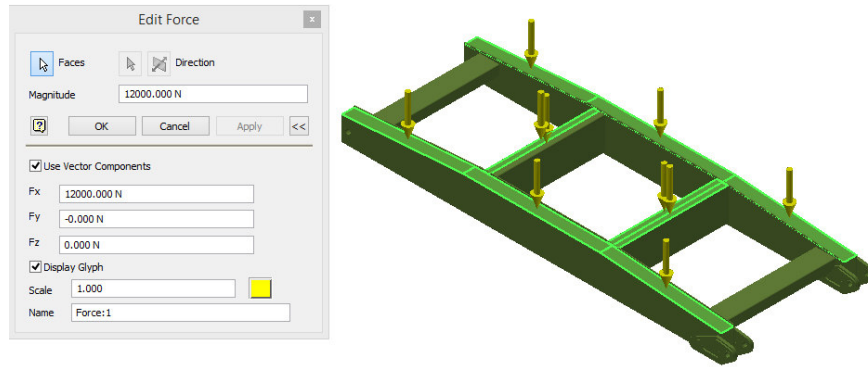 Edit Force
x
Faces
Direction
Magnitude 12000.000 N
? OK Cancel Apply <<
Use Vector Components
Fx 12000.000 N
Fy -0.000 N
Fz 0.000 N
Display Glyph
Scale 1.000
Name Force:1